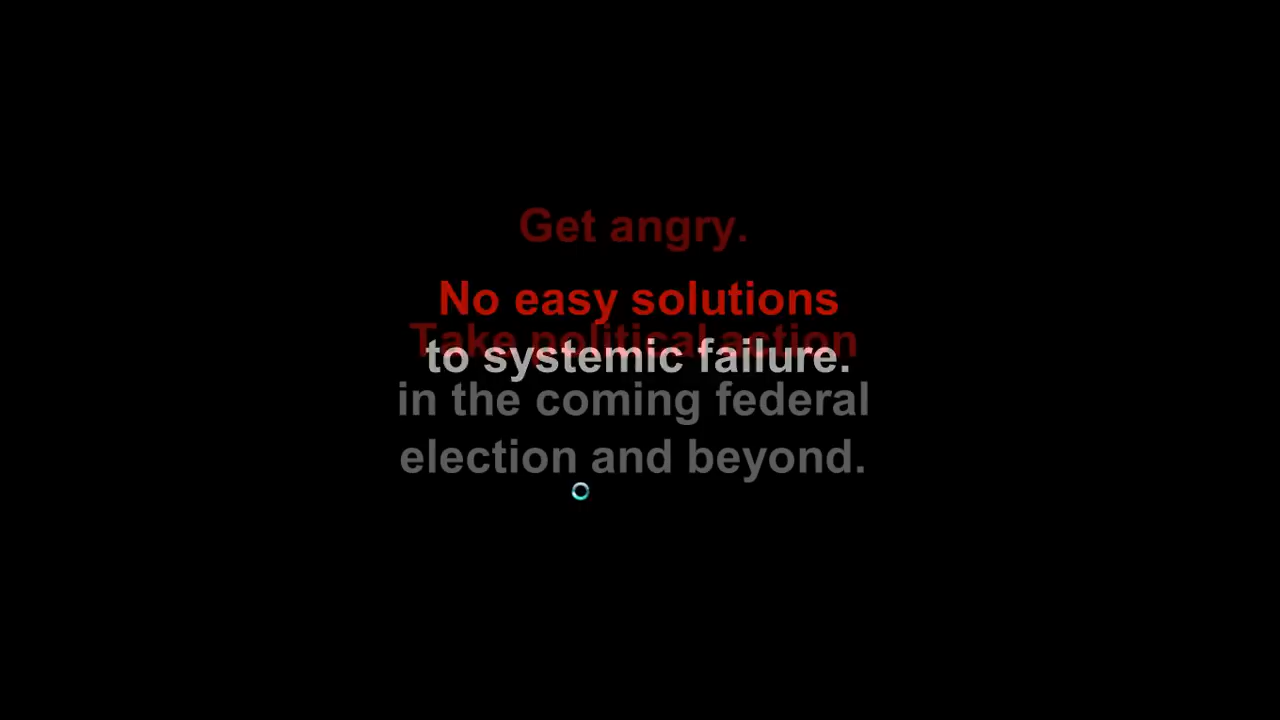 Get angry.
No easy solutions
Take political action
to systemic failure.
in the coming federal
election and beyond.